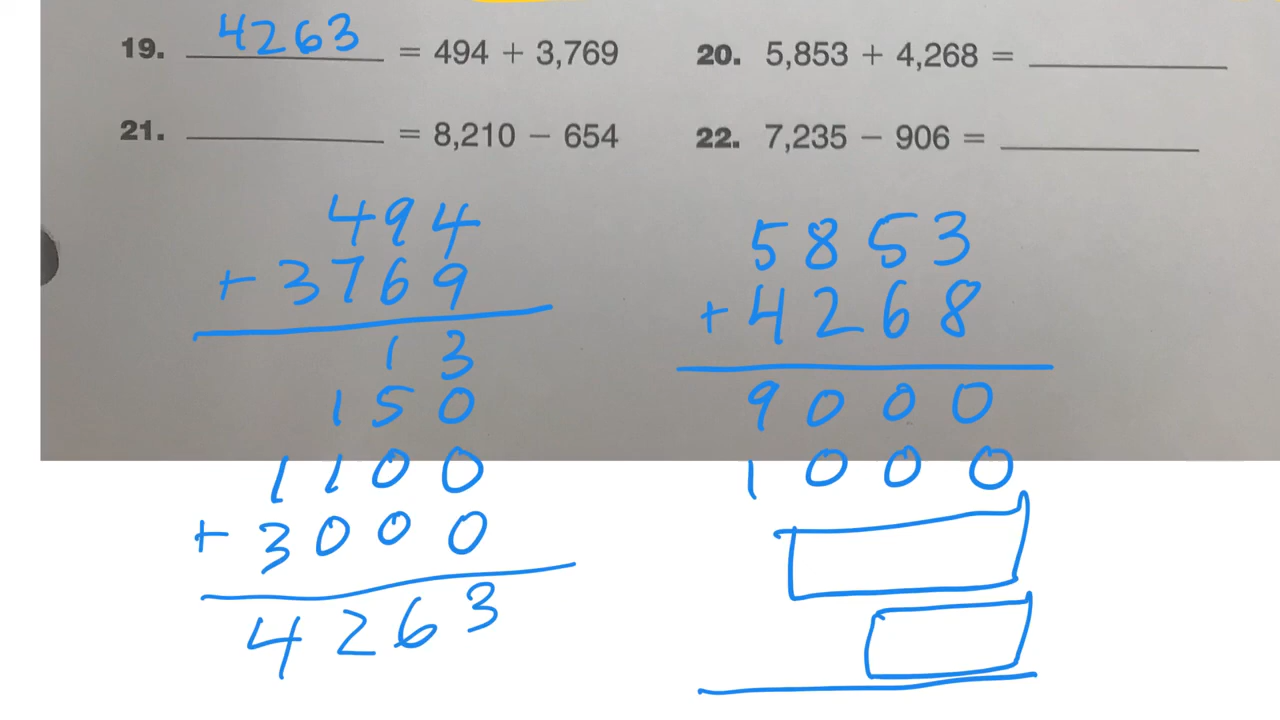 19. 4263 = 494 + 3,769
20. 5,853 + 4,268 =
21. = 8,210 − 654
22. 7,235 − 906 =
494
+3769
13
150
1100
+3000
4263
5853
+4268
9000
1000